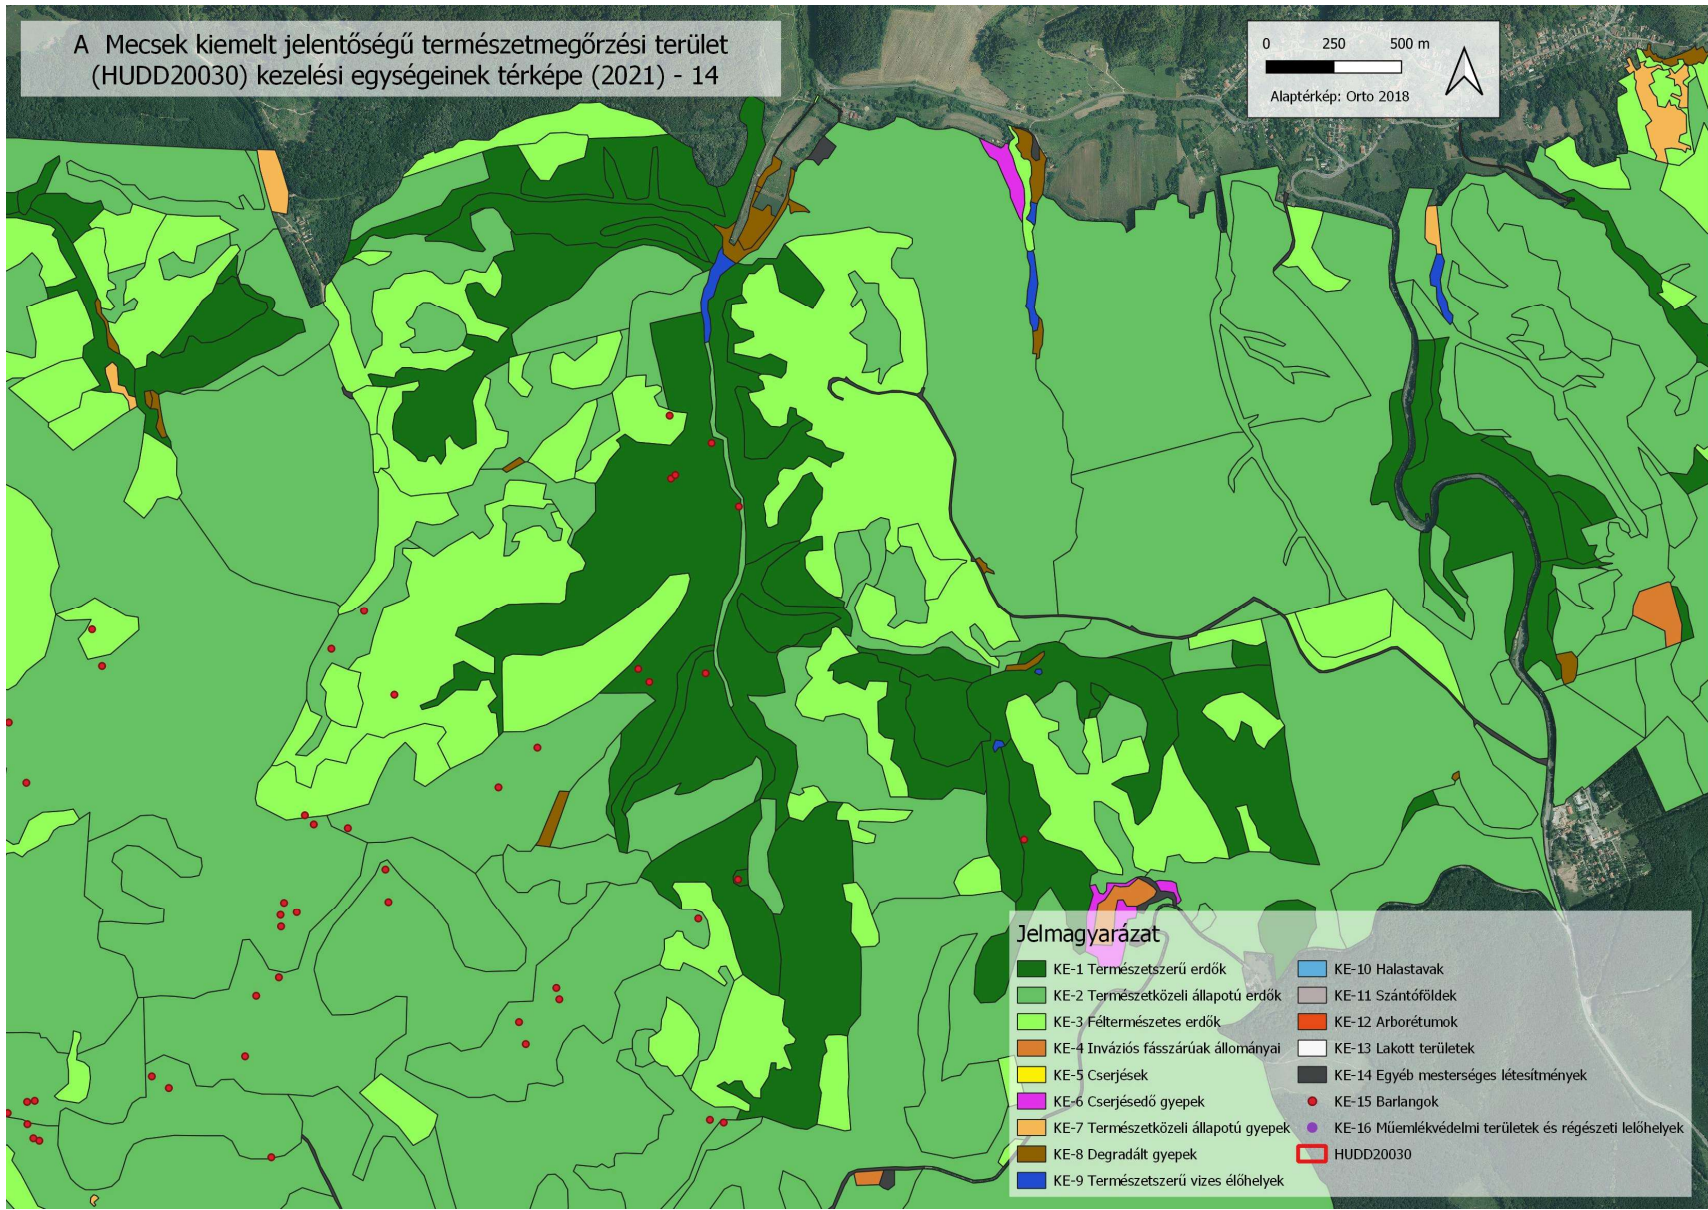 A Mecsek kiemelt jelentőségű természetmegőrzési terület
(HUDD20030) kezelési egységeinek térképe (2021) - 14
0 250 500 m
Alaptérkép: Orto 2018
Jelmagyarázat
KE-1 Természetszerű erdők
KE-2 Természetközeli állapotú erdők
KE-3 Féltermészetes erdők
KE-4 Inváziós fásszárúak állományai
KE-5 Cserjések
KE-6 Cserjésedő gyepek
KE-7 Természetközeli állapotú gyepek
KE-8 Degradált gyepek
KE-9 Természetszerű vizes élőhelyek
KE-10 Halastavak
KE-11 Szántóföldek
KE-12 Arborétumok
KE-13 Lakott területek
KE-14 Egyéb mesterséges létesítmények
KE-15 Barlangok
KE-16 Műemlékvédelmi területek és régészeti lelőhelyek
HUDD20030